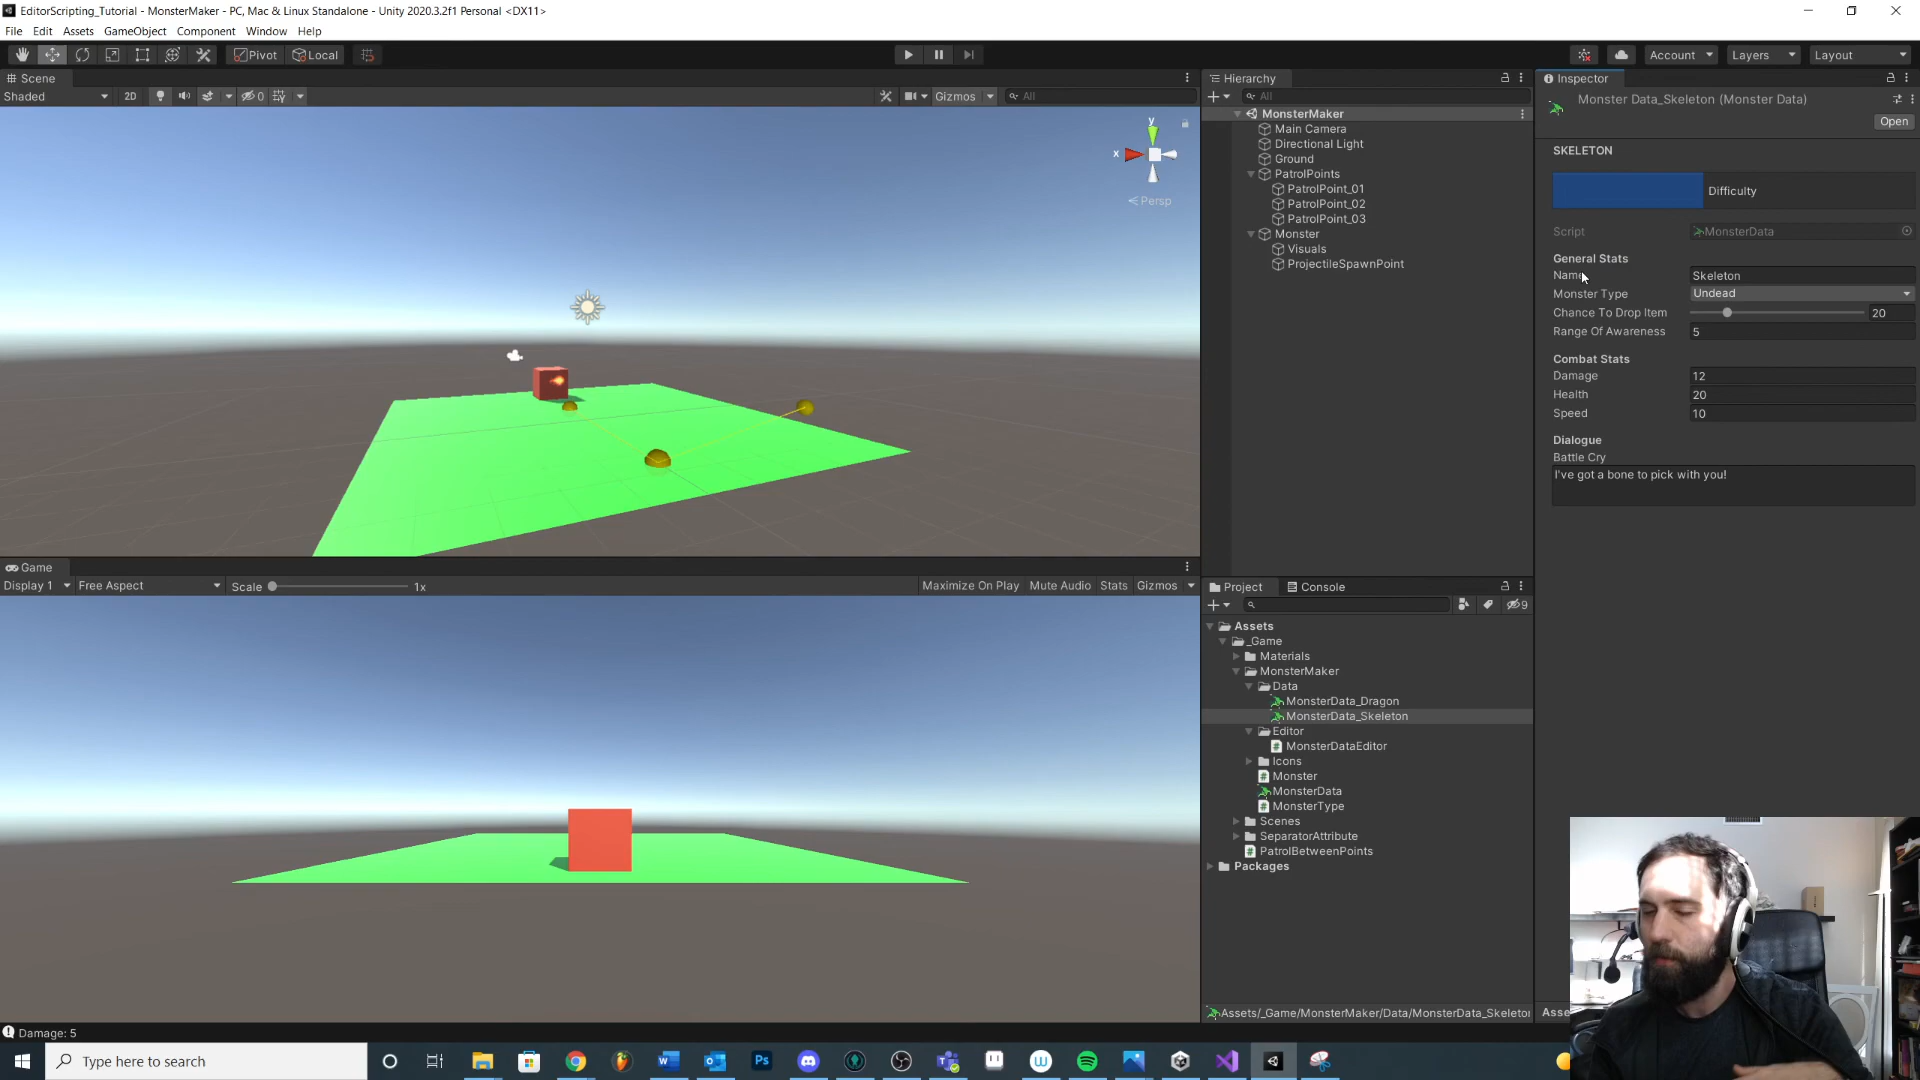 EditorScripting_Tutorial - MonsterMaker - PC, Mac & Linux Standalone - Unity 2020.3.2f1 Personal <DX11>
File Edit Assets GameObject Component Window Help
Pivot Local Account Layers Layout
Scene
Shaded 2D 0 Gizmos All
y
x
Persp
Game
Display 1 Free Aspect Scale 1x Maximize On Play Mute Audio Stats Gizmos
Damage: 5
Type here to search
Hierarchy
All
MonsterMaker
Main Camera
Directional Light
Ground
PatrolPoints
PatrolPoint_01
PatrolPoint_02
PatrolPoint_03
Monster
Visuals
ProjectileSpawnPoint
Project Console
9
Assets
_Game
Materials
MonsterMaker
Data
MonsterData_Dragon
MonsterData_Skeleton
Editor
MonsterDataEditor
Icons
Monster
MonsterData
MonsterType
Scenes
SeparatorAttribute
PatrolBetweenPoints
Packages
Assets/_Game/MonsterMaker/Data/MonsterData_Skeleton
Inspector
Monster Data_Skeleton (Monster Data)
Open
SKELETON
Difficulty
Script MonsterData
General Stats
Name Skeleton
Monster Type Undead
Chance To Drop Item 20
Range Of Awareness 5
Combat Stats
Damage 12
Health 20
Speed 10
Dialogue
Battle Cry
I've got a bone to pick with you!
Asse